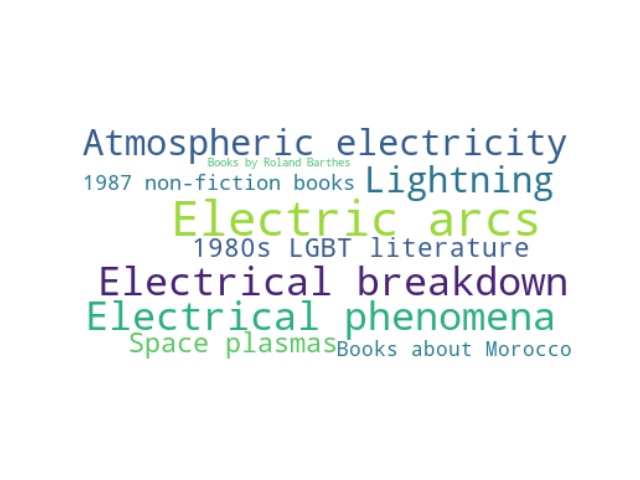 Atmospheric electricity
Books by Roland Barthes
1987 non-fiction books
Lightning
Electric arcs
1980s LGBT literature
Electrical breakdown
Electrical phenomena
Space plasmas
Books about Morocco